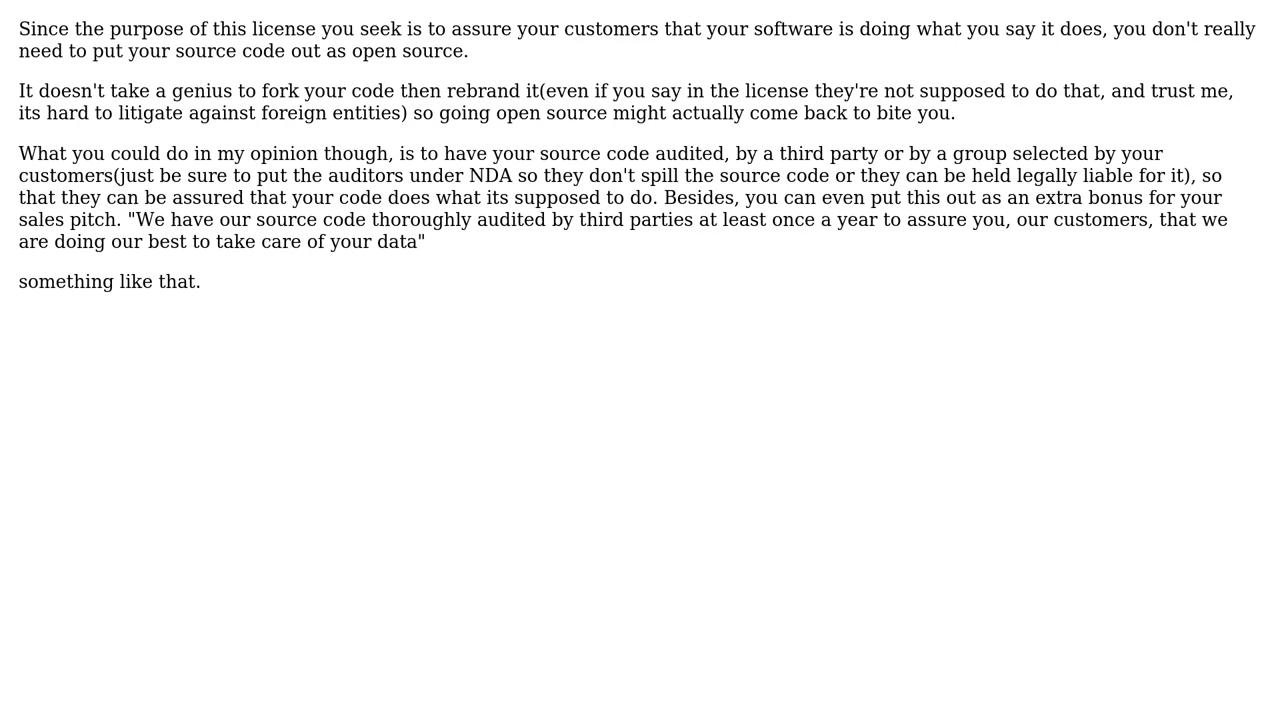 Since the purpose of this license you seek is to assure your customers that your software is doing what you say it does, you don't really
need to put your source code out as open source.
It doesn't take a genius to fork your code then rebrand it(even if you say in the license they're not supposed to do that, and trust me,
its hard to litigate against foreign entities) so going open source might actually come back to bite you.
What you could do in my opinion though, is to have your source code audited, by a third party or by a group selected by your
customers(just be sure to put the auditors under NDA so they don't spill the source code or they can be held legally liable for it), so
that they can be assured that your code does what its supposed to do. Besides, you can even put this out as an extra bonus for your
sales pitch. "We have our source code thoroughly audited by third parties at least once a year to assure you, our customers, that we
are doing our best to take care of your data"
something like that.